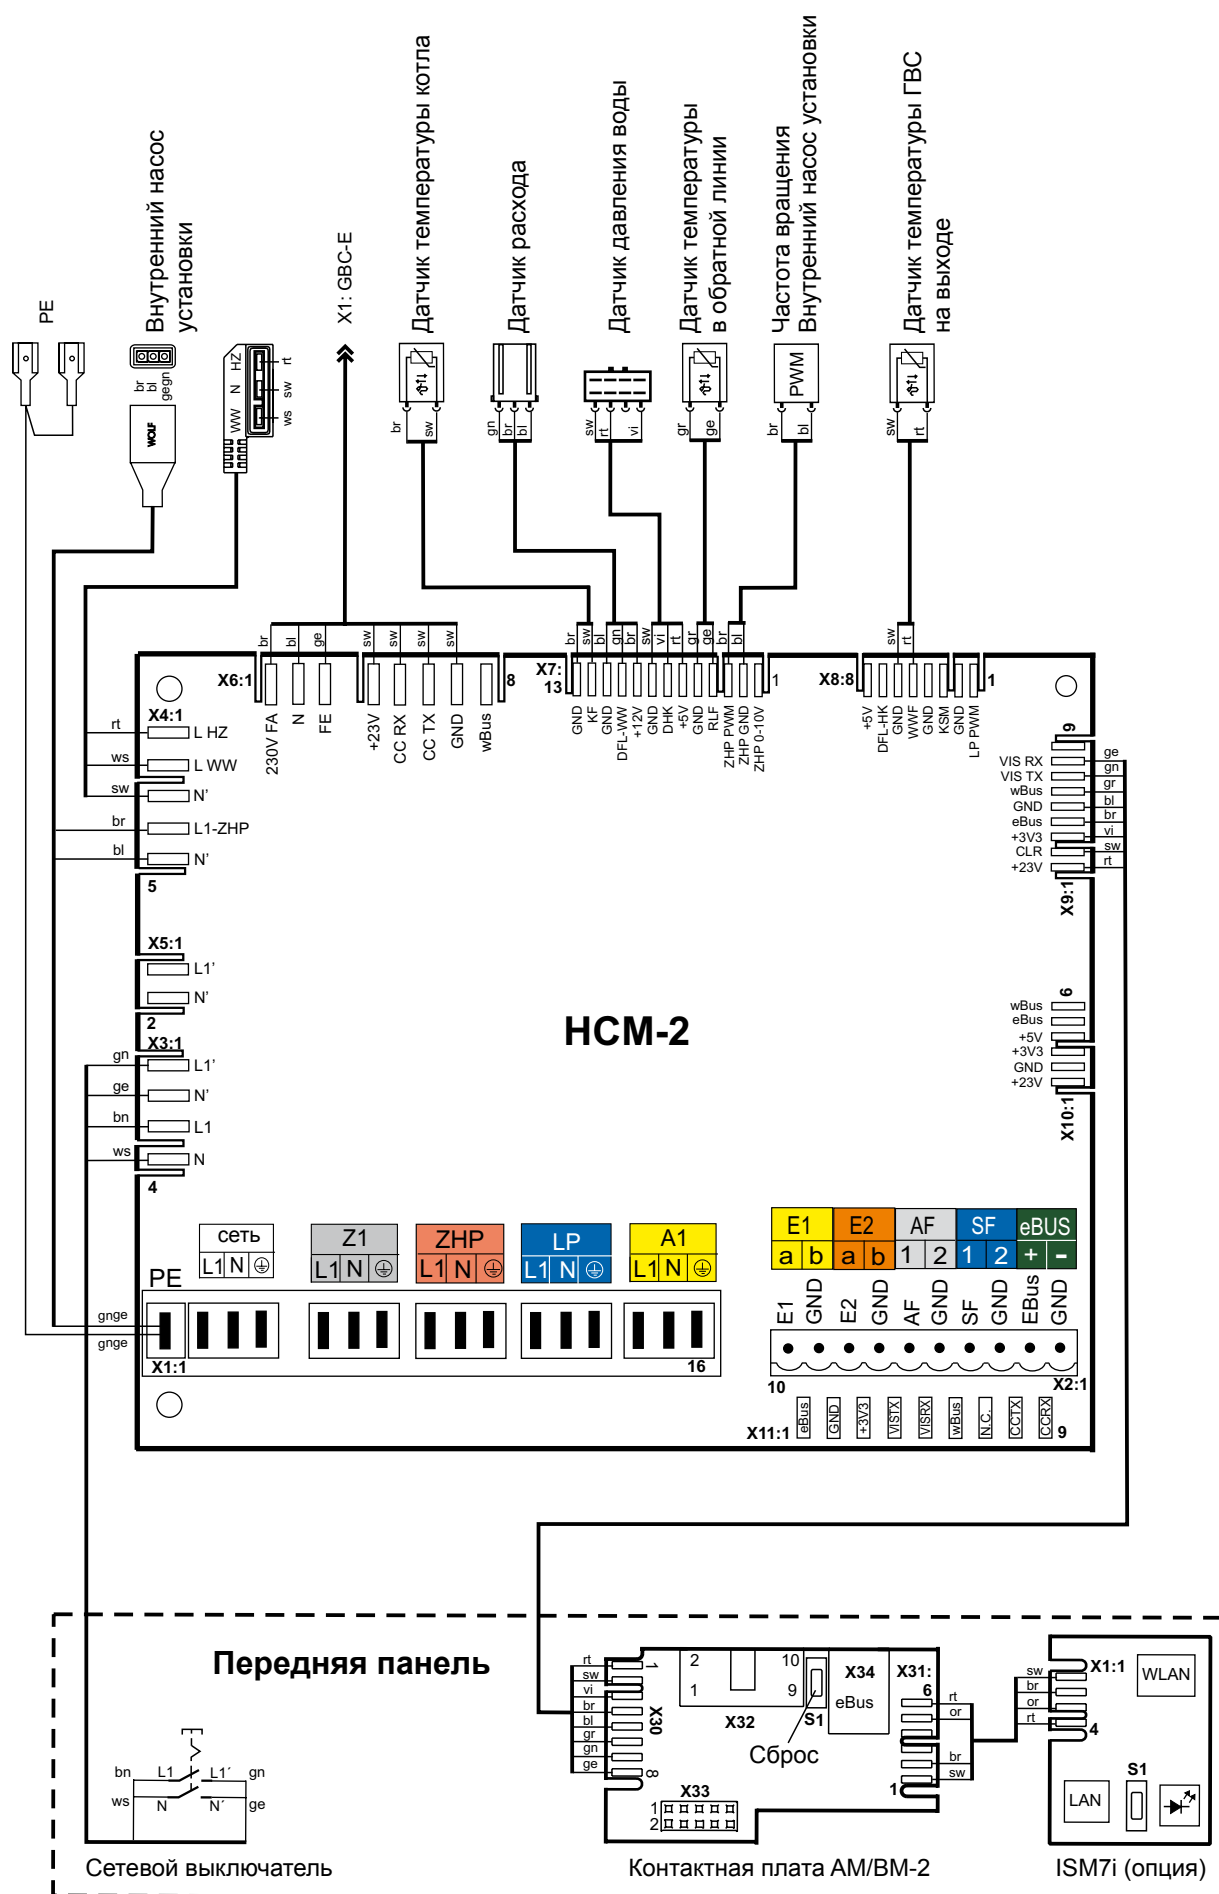 PE
Внутренний насос
установки
X1: GBC-E
Датчик температуры котла
Датчик расхода
Датчик давления воды
Датчик температуры
в обратной линии
Частота вращения
Внутренний насос установки
Датчик температуры ГВС
на выходе
br
bl
gegn
WOLF
WW N HZ
ws sw rt
br sw
gn br bl
sw rt vi
gr ge
PWM
br bl
sw rt
br bl ge sw sw sw sw
br sw bl gn br sw vi rt gr ge br bl
sw rt
X6:1
8
X7:
13
1
X8:8
1
230V FA
N
FE
+23V
CC RX
CC TX
GND
wBus
GND
KF
GND
DFL-WW
+12V
GND
DHK
+5V
GND
RLF
ZHP PWM
ZHP GND
ZHP 0-10V
+5V
DFL-HK
GND
WWF
GND
KSM
GND
LP PWM
X4:1
rt L HZ
ws L WW
sw N'
br L1-ZHP
bl N'
5
X5:1
L1'
N'
2
X3:1
gn L1'
ge N'
bn L1
ws N
4
HCM-2
9
VIS RX ge
VIS TX gn
wBus gr
GND bl
eBus br
+3V3 vi
CLR sw
+23V rt
X9:1
6
wBus
eBus
+5V
+3V3
GND
+23V
X10:1
сеть
L1 N
Z1
L1 N
ZHP
L1 N
LP
L1 N
A1
L1 N
PE
gnge
gnge
X1:1
16
E1 E2 AF SF eBUS
a b a b 1 2 1 2 + -
E1 GND E2 GND AF GND SF GND EBus GND
10
X2:1
X11:1
eBus GND +3V3 VISTX VISRX wBus N.C. CCTX CCRX
9
Передняя панель
bn L1 L1´ gn
ws N N´ ge
Сетевой выключатель
rt
sw
vi
br
bl
gr
gn
ge
1
X30
8
2 10
1 9
X32
S1
Сброс
X34
eBus
X31:
6
1
rt
or
br
sw
X33
1
2
Контактная плата AM/BM-2
sw
br
or
rt
X1:1
4
WLAN
LAN
S1
ISM7i (опция)